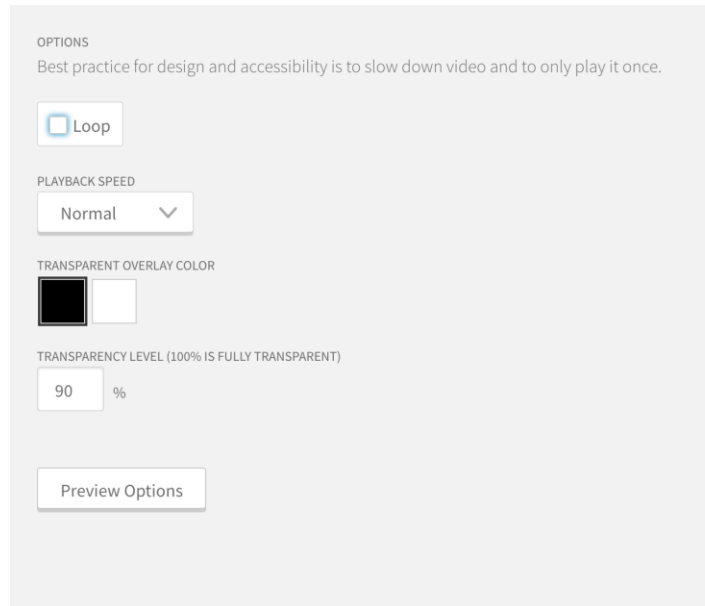 OPTIONS
Best practice for design and accessibility is to slow down video and to only play it once.
Loop
PLAYBACK SPEED
Normal
TRANSPARENT OVERLAY COLOR
TRANSPARENCY LEVEL (100% IS FULLY TRANSPARENT)
90 %
Preview Options